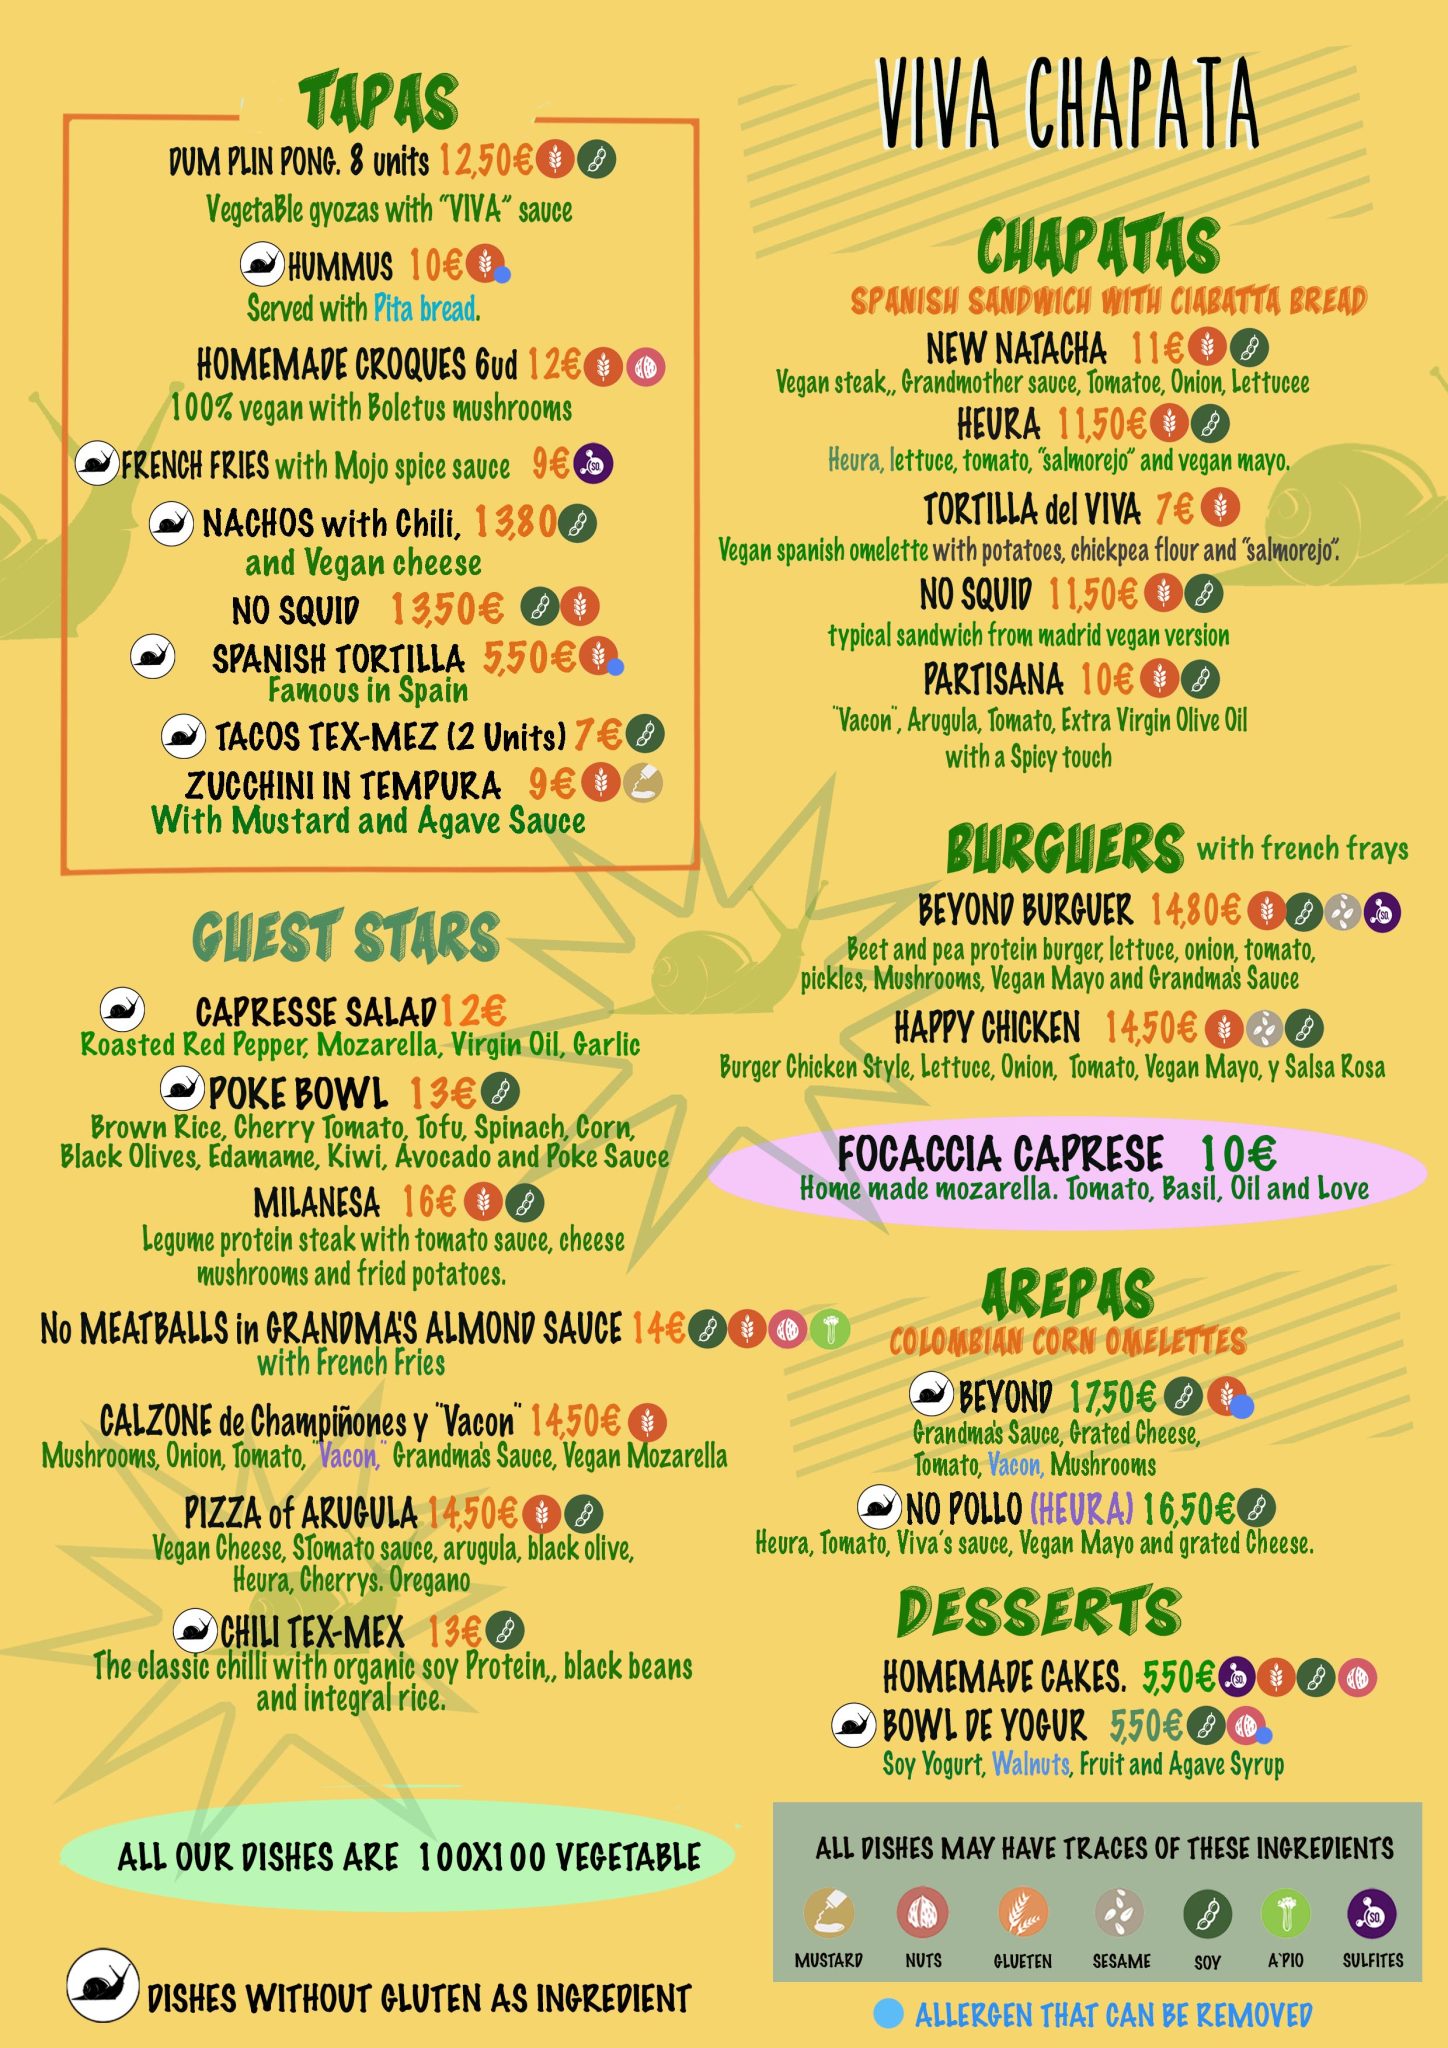 TAPAS
DUM PLIN PONG. 8 units 12,50€
VegetaBle gyozas with "VIVA" sauce
HUMMUS 10€
Served with Pita bread.
HOMEMADE CROQUES 6ud 12€
100% vegan with Boletus mushrooms
FRENCH FRIES with Mojo spice sauce 9€
NACHOS with Chili, 13,80
and Vegan cheese
NO SQUID 13,50€
SPANISH TORTILLA 5,50€
Famous in Spain
TACOS TEX-MEZ (2 Units) 7€
ZUCCHINI IN TEMPURA 9€
With Mustard and Agave Sauce
GUEST STARS
CAPRESSE SALAD 12€
Roasted Red Pepper, Mozarella, Virgin Oil, Garlic
POKE BOWL 13€
Brown Rice, Cherry Tomato, Tofu, Spinach, Corn,
Black Olives, Edamame, Kiwi, Avocado and Poke Sauce
MILANESA 16€
Legume protein steak with tomato sauce, cheese
mushrooms and fried potatoes.
No MEATBALLS in GRANDMA'S ALMOND SAUCE 14€
with French Fries
CALZONE de Champiñones y "Vacon" 14,50€
Mushrooms, Onion, Tomato, "Vacon," Grandma's Sauce, Vegan Mozarella
PIZZA of ARUGULA 14,50€
Vegan Cheese, STomato sauce, arugula, black olive,
Heura, Cherrys. Oregano
CHILI TEX-MEX 13€
The classic chilli with organic soy Protein,, black beans
and integral rice.
ALL OUR DISHES ARE 100X100 VEGETABLE
DISHES WITHOUT GLUTEN AS INGREDIENT
VIVA CHAPATA
CHAPATAS
SPANISH SANDWICH WITH CIABATTA BREAD
NEW NATACHA 11€
Vegan steak,, Grandmother sauce, Tomatoe, Onion, Lettucee
HEURA 11,50€
Heura, lettuce, tomato, "salmorejo" and vegan mayo.
TORTILLA del VIVA 7€
Vegan spanish omelette with potatoes, chickpea flour and "salmorejo".
NO SQUID 11,50€
typical sandwich from madrid vegan version
PARTISANA 10€
"Vacon", Arugula, Tomato, Extra Virgin Olive Oil
with a Spicy touch
BURGUERS with french frays
BEYOND BURGUER 14,80€
Beet and pea protein burger, lettuce, onion, tomato,
pickles, Mushrooms, Vegan Mayo and Grandma's Sauce
HAPPY CHICKEN 14,50€
Burger Chicken Style, Lettuce, Onion, Tomato, Vegan Mayo, y Salsa Rosa
FOCACCIA CAPRESE 10€
Home made mozarella. Tomato, Basil, Oil and Love
AREPAS
COLOMBIAN CORN OMELETTES
BEYOND 17,50€
Grandma's Sauce, Grated Cheese,
Tomato, Vacon, Mushrooms
NO POLLO (HEURA) 16,50€
Heura, Tomato, Viva´s sauce, Vegan Mayo and grated Cheese.
DESSERTS
HOMEMADE CAKES. 5,50€
BOWL DE YOGUR 5,50€
Soy Yogurt, Walnuts, Fruit and Agave Syrup
ALL DISHES MAY HAVE TRACES OF THESE INGREDIENTS
MUSTARD NUTS GLUETEN SESAME SOY A`PIO SULFITES
ALLERGEN THAT CAN BE REMOVED